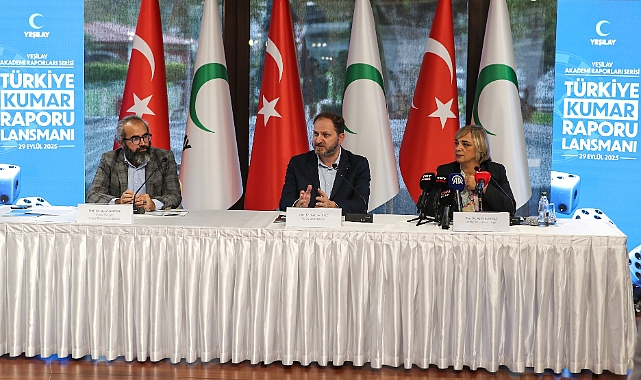 YEŞİLAY
YEŞİLAY
AKADEMİ RAPORLARI SERİSİ
TÜRKİYE
KUMAR
RAPORU
LANSMANI
29 EYLÜL 2025
YEŞİLAY
YEŞİLAY
AKADEMİ RAPORLARI SERİSİ
TÜRKİYE
KUMAR
RAPORU
LANSMANI
29 EYLÜL 2025